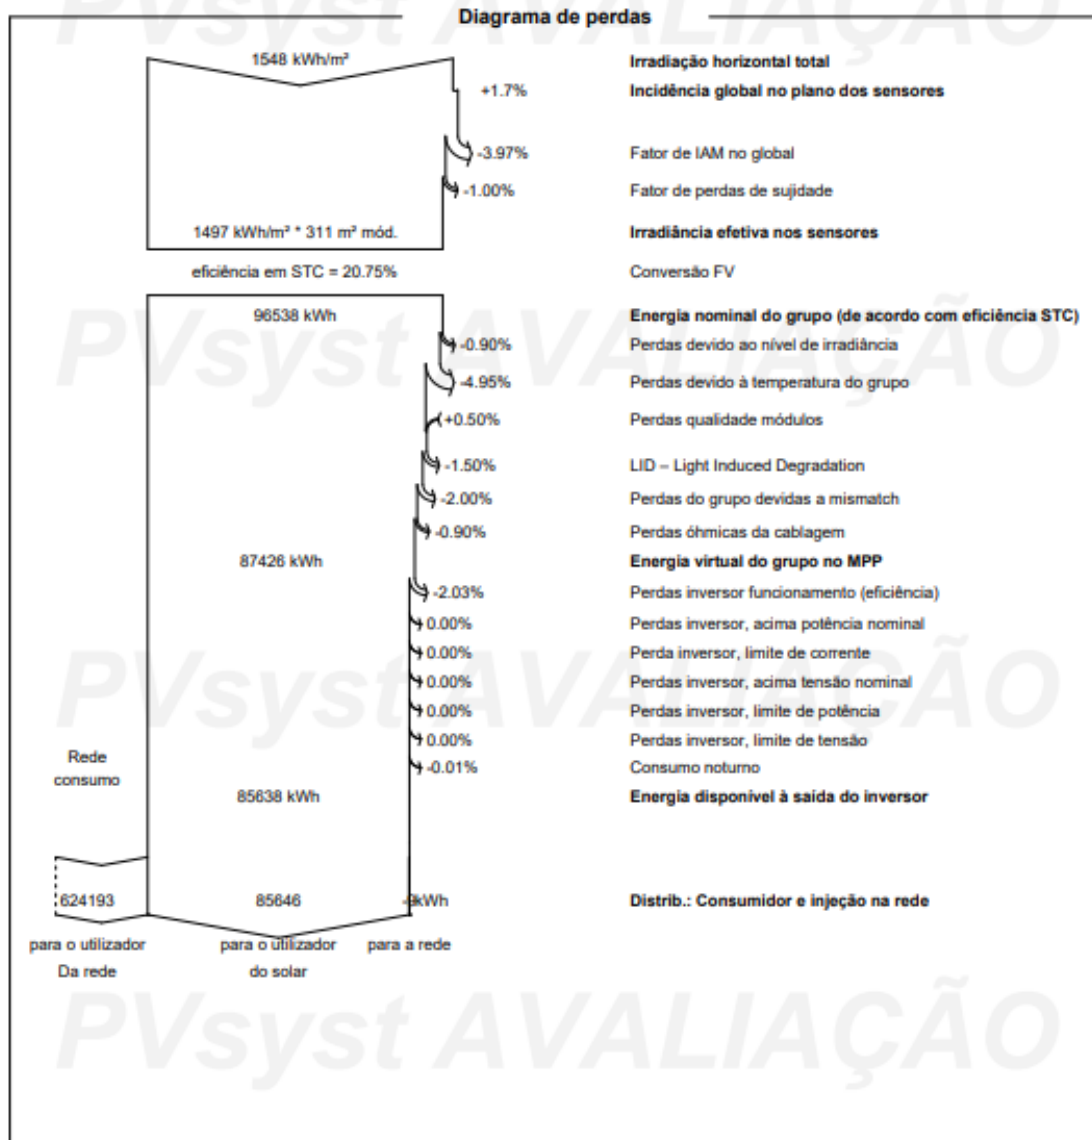 Diagrama de perdas
1548 kWh/m²
Irradiação horizontal total
+1.7%
Incidência global no plano dos sensores
-3.97%
Fator de IAM no global
-1.00%
Fator de perdas de sujidade
1497 kWh/m² * 311 m² mód.
Irradiância efetiva nos sensores
eficiência em STC = 20.75%
Conversão FV
96538 kWh
Energia nominal do grupo (de acordo com eficiência STC)
-0.90%
Perdas devido ao nível de irradiância
-4.95%
Perdas devido à temperatura do grupo
+0.50%
Perdas qualidade módulos
-1.50%
LID – Light Induced Degradation
-2.00%
Perdas do grupo devidas a mismatch
-0.90%
Perdas óhmicas da cablagem
87426 kWh
Energia virtual do grupo no MPP
-2.03%
Perdas inversor funcionamento (eficiência)
0.00%
Perdas inversor, acima potência nominal
0.00%
Perda inversor, limite de corrente
0.00%
Perdas inversor, acima tensão nominal
0.00%
Perdas inversor, limite de potência
0.00%
Perdas inversor, limite de tensão
-0.01%
Consumo noturno
Rede
consumo
85638 kWh
Energia disponível à saída do inversor
624193
85646
kWh
Distrib.: Consumidor e injeção na rede
para o utilizador
Da rede
para o utilizador
do solar
para a rede
PVsyst AVALIAÇÃO
PVsyst AVALIAÇÃO
PVsyst AVALIAÇÃO
PVsyst AVALIAÇÃO